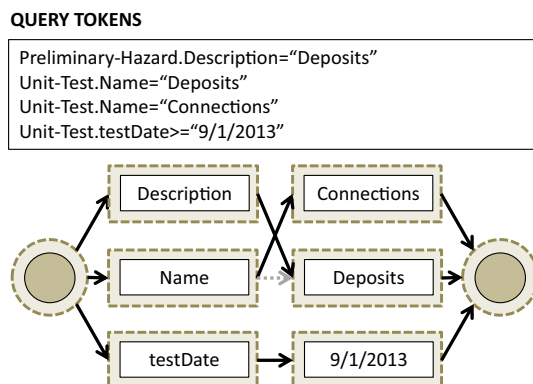 QUERY TOKENS
Preliminary-Hazard.Description=“Deposits”
Unit-Test.Name=“Deposits”
Unit-Test.Name=“Connections”
Unit-Test.testDate>=“9/1/2013”
Description
Connections
Name
Deposits
testDate
9/1/2013